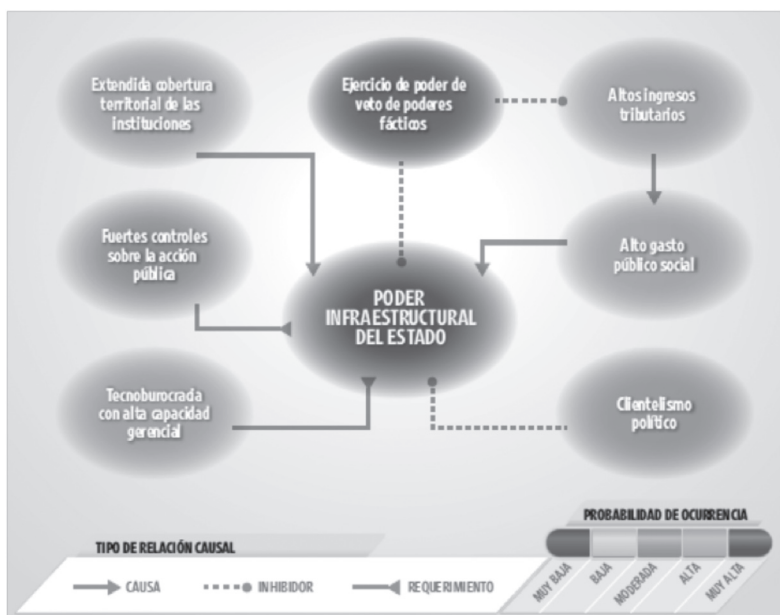 Extendida cobertura
territorial de las
instituciones
Ejercicio de poder de
veto de poderes
fácticos
Altos ingresos
tributarios
Fuertes controles
sobre la acción
pública
Alto gasto
público social
PODER
INFRAESTRUCTURAL
DEL ESTADO
Tecnoburocrada
con alta capacidad
gerencial
Clientelismo
político
PROBABILIDAD DE OCURRENCIA
TIPO DE RELACIÓN CAUSAL
CAUSA
INHIBIDOR
REQUERIMIENTO
MUY BAJA
BAJA
MODERADA
ALTA
MUY ALTA